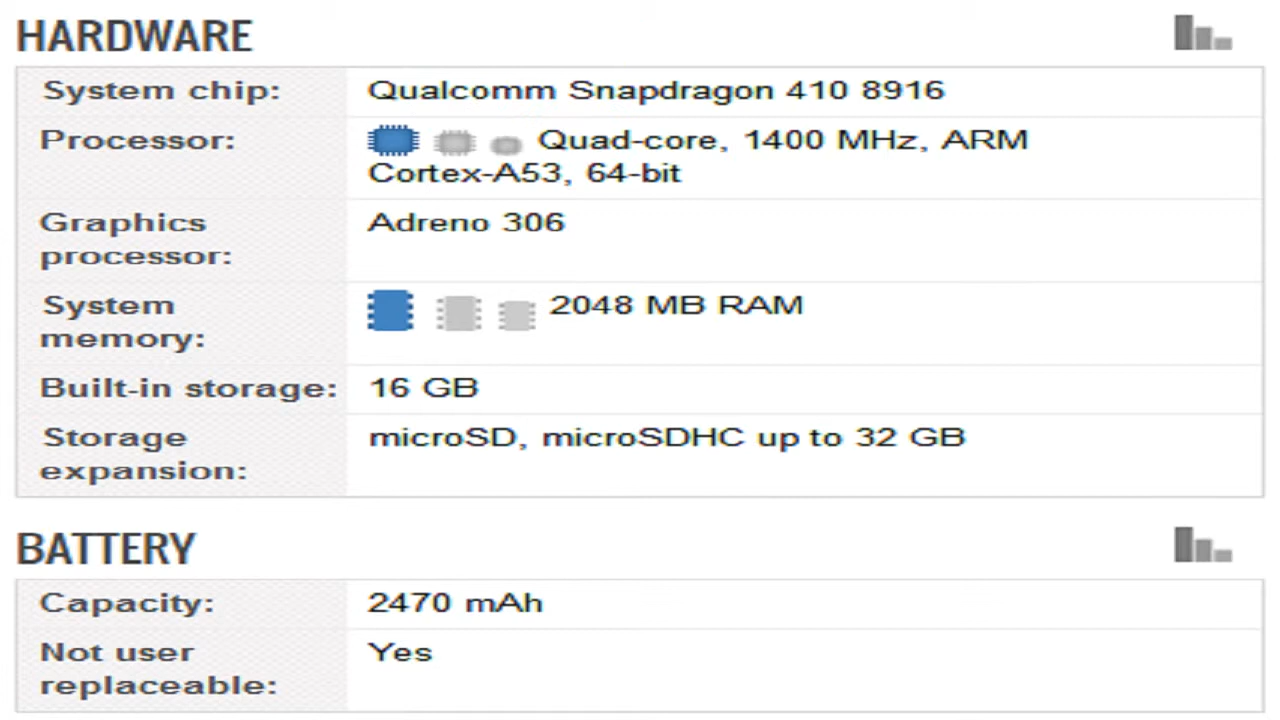 HARDWARE
System chip: Qualcomm Snapdragon 410 8916
Processor: Quad-core, 1400 MHz, ARM
Cortex-A53, 64-bit
Graphics Adreno 306
processor:
System 2048 MB RAM
memory:
Built-in storage: 16 GB
Storage microSD, microSDHC up to 32 GB
expansion:
BATTERY
Capacity: 2470 mAh
Not user Yes
replaceable: